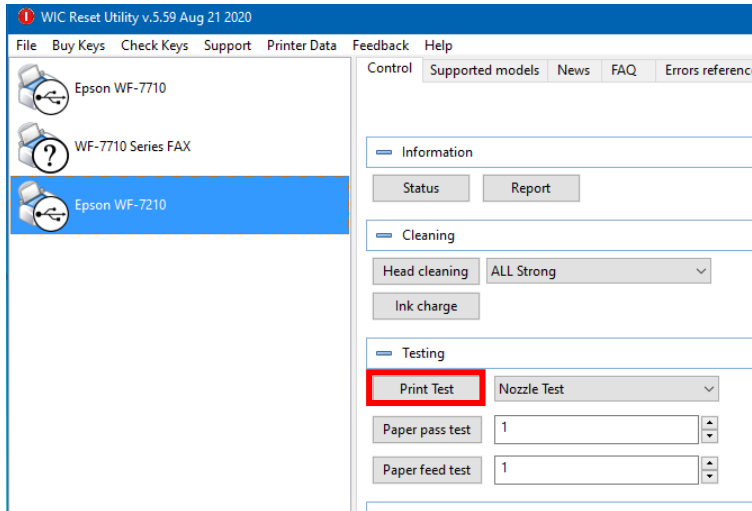 WIC Reset Utility v.5.59 Aug 21 2020
File Buy Keys Check Keys Support Printer Data Feedback Help
Epson WF-7710
WF-7710 Series FAX
Epson WF-7210
Control Supported models News FAQ Errors referenc
Information
Status Report
Cleaning
Head cleaning ALL Strong
Ink charge
Testing
Print Test Nozzle Test
Paper pass test 1
Paper feed test 1